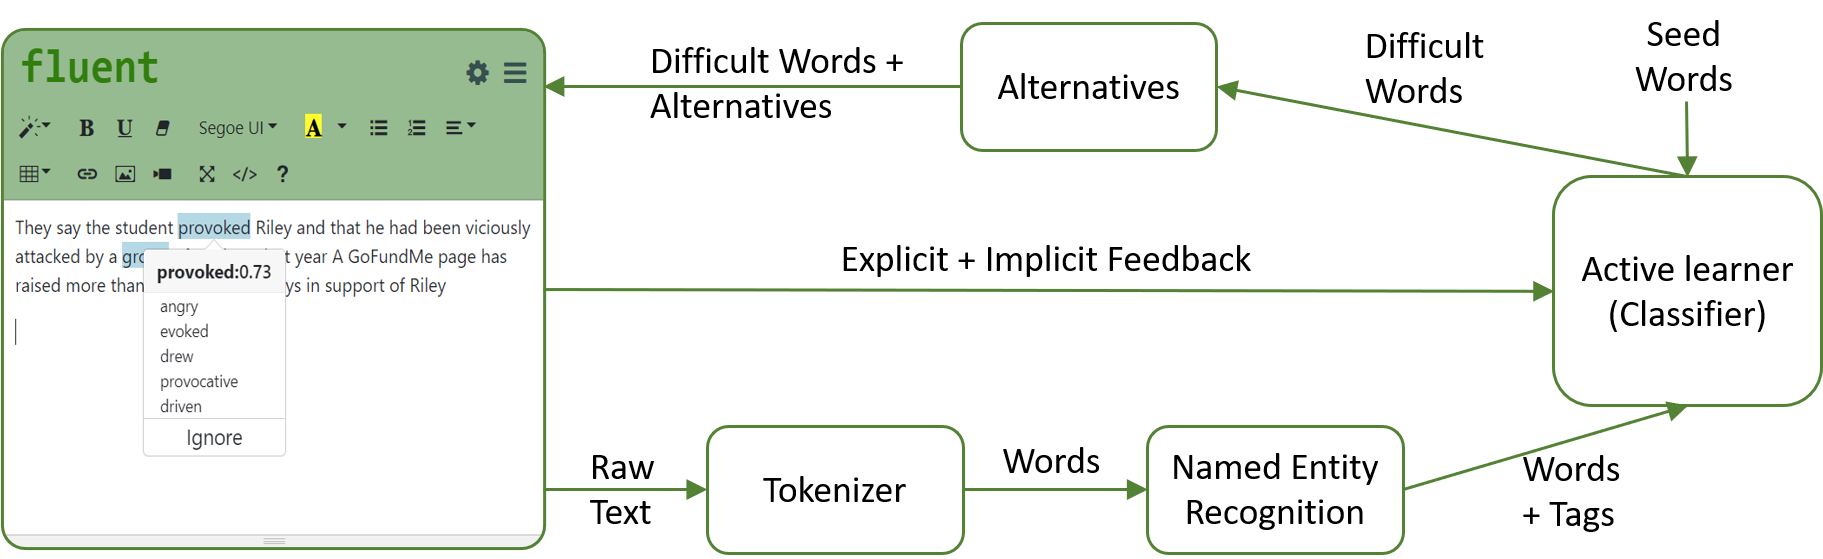 fluent
B U Segoe UI A
</> ?
They say the student provoked Riley and that he had been viciously
attacked by a t year A GoFundMe page has
raised more than ys in support of Riley
provoked:0.73
angry
evoked
drew
provocative
driven
Ignore
Difficult Words +
Alternatives
Alternatives
Difficult
Words
Seed
Words
Explicit + Implicit Feedback
Active learner
(Classifier)
Raw
Text
Tokenizer
Words
Named Entity
Recognition
Words
+ Tags